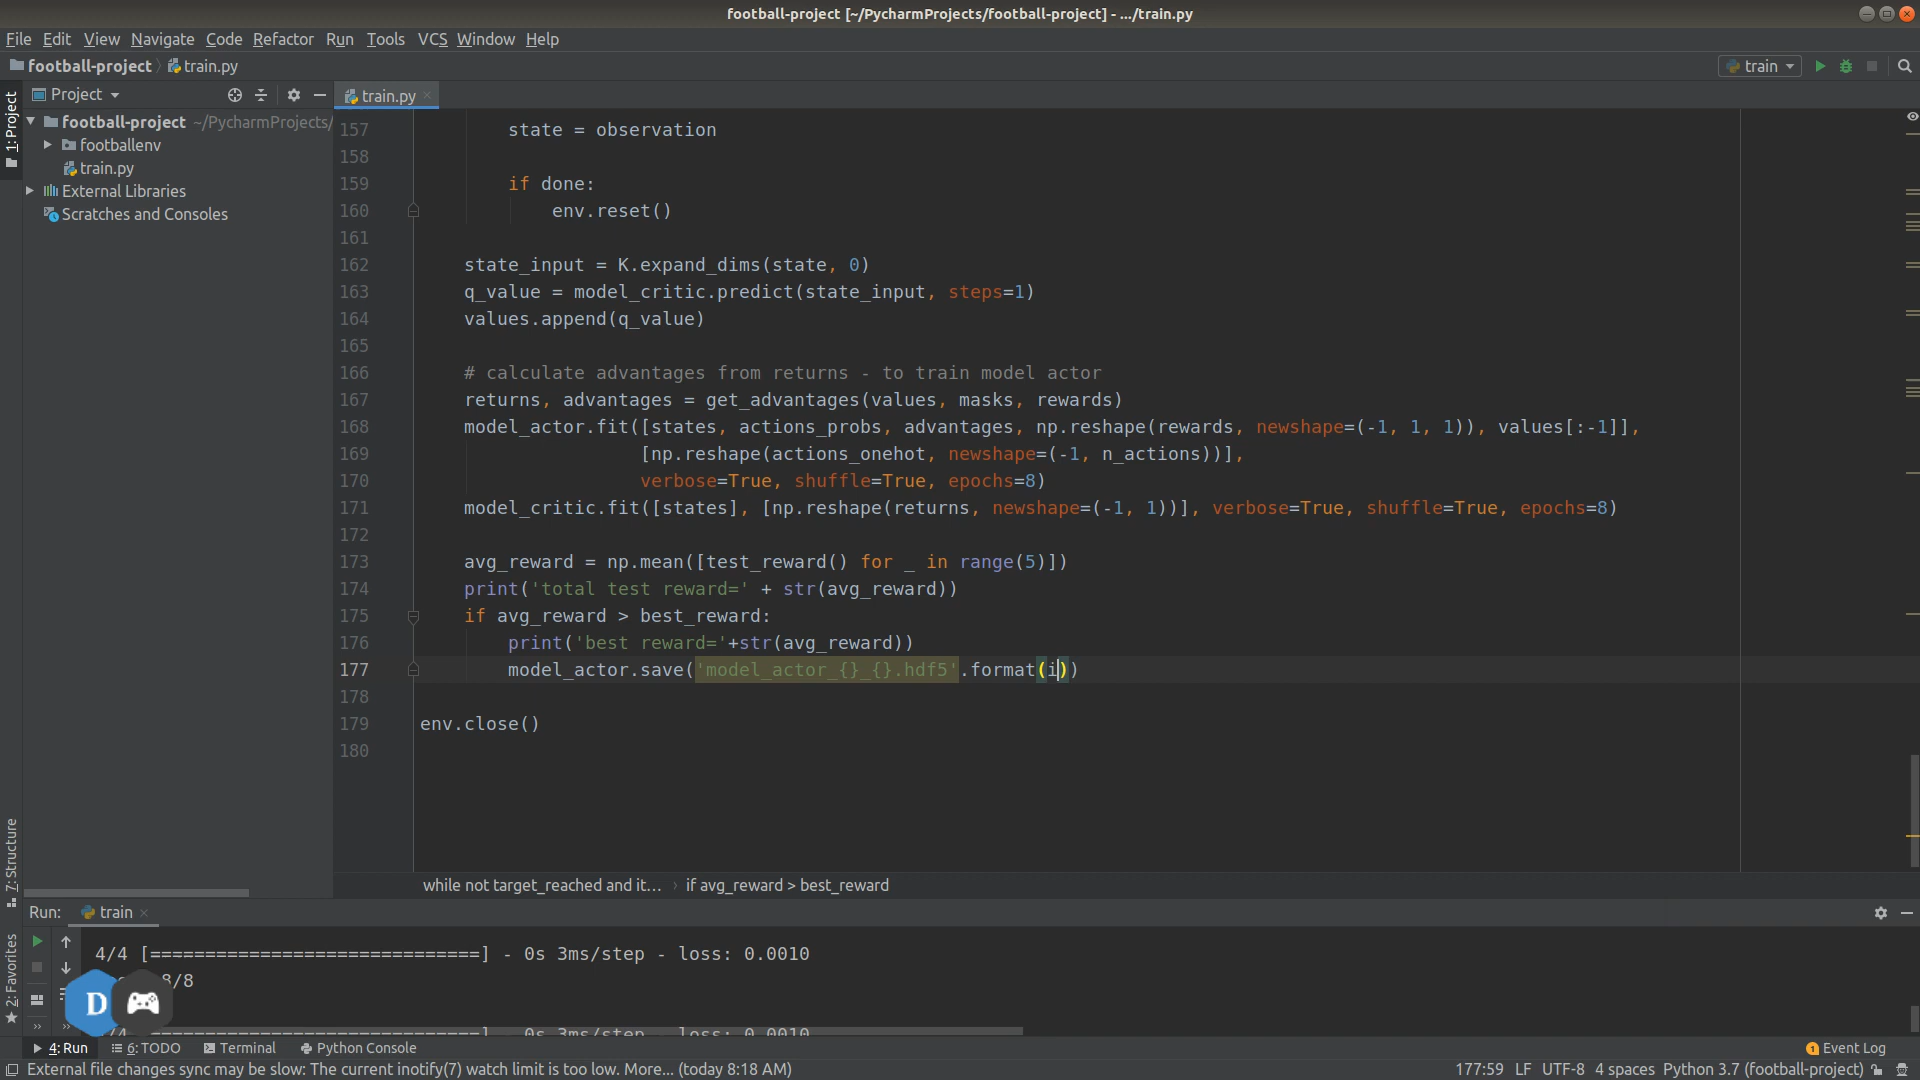 football-project [~/PycharmProjects/football-project] - .../train.py
File Edit View Navigate Code Refactor Run Tools VCS Window Help
football-project train.py train
Project train.py
football-project ~/PycharmProjects/
footballenv
train.py
External Libraries
Scratches and Consoles
1: Project
7: Structure
2: Favorites
157 state = observation
158
159 if done:
160 env.reset()
161
162 state_input = K.expand_dims(state, 0)
163 q_value = model_critic.predict(state_input, steps=1)
164 values.append(q_value)
165
166 # calculate advantages from returns - to train model actor
167 returns, advantages = get_advantages(values, masks, rewards)
168 model_actor.fit([states, actions_probs, advantages, np.reshape(rewards, newshape=(-1, 1, 1)), values[:-1]],
169 [np.reshape(actions_onehot, newshape=(-1, n_actions))],
170 verbose=True, shuffle=True, epochs=8)
171 model_critic.fit([states], [np.reshape(returns, newshape=(-1, 1))], verbose=True, shuffle=True, epochs=8)
172
173 avg_reward = np.mean([test_reward() for _ in range(5)])
174 print('total test reward=' + str(avg_reward))
175 if avg_reward > best_reward:
176 print('best reward='+str(avg_reward))
177 model_actor.save('model_actor_{}_{}.hdf5'.format(i))
178
179 env.close()
180
while not target_reached and it... › if avg_reward > best_reward
Run: train
4/4 [==============================] - 0s 3ms/step - loss: 0.0010
8/8
D
==============================] - 0s 3ms/step - loss: 0.0010
4: Run 6: TODO Terminal Python Console 1 Event Log
External file changes sync may be slow: The current inotify(7) watch limit is too low. More... (today 8:18 AM) 177:59 LF UTF-8 4 spaces Python 3.7 (football-project)